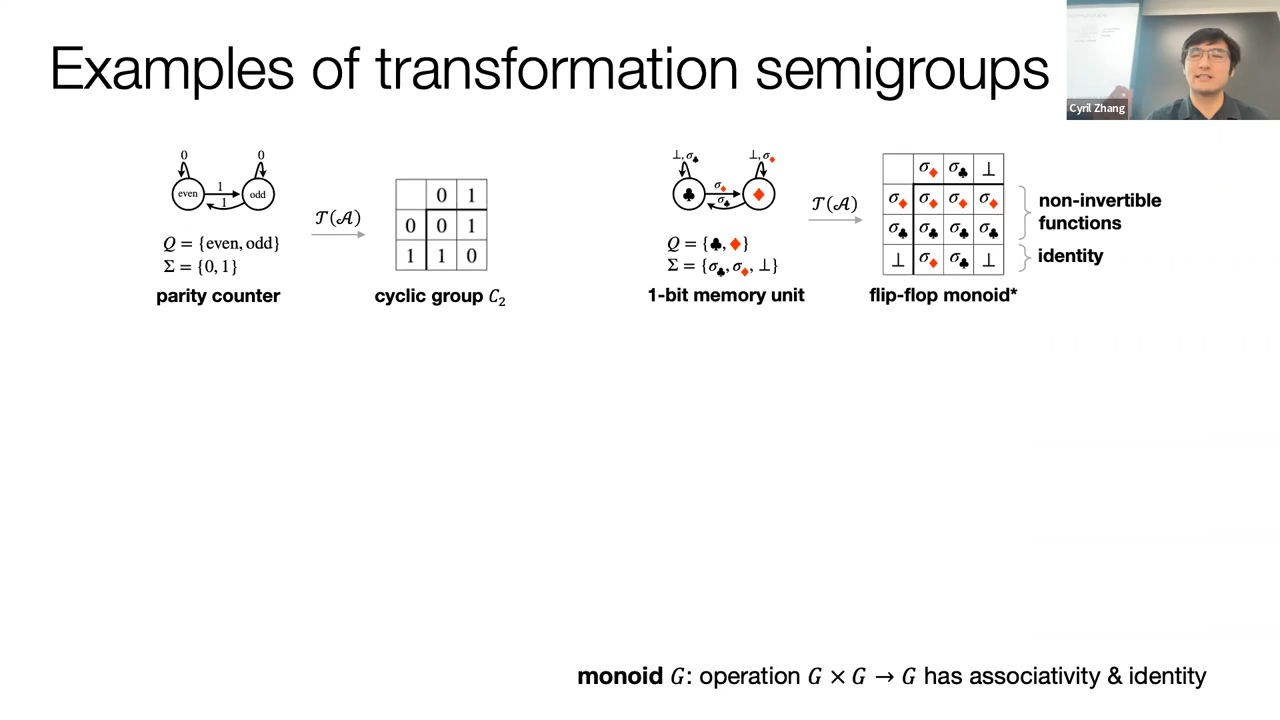 Examples of transformation semigroups
Cyril Zhang
0 0
even 1 odd
1
𝒯(𝒜)
0 1
0 0 1
1 1 0
Q = {even, odd}
Σ = {0, 1}
parity counter
cyclic group C₂
⊥, σ♣ ⊥, σ♦
♣ σ♦ ♦
σ♣
𝒯(𝒜)
σ♦ σ♣ ⊥
σ♦ σ♦ σ♦ σ♦
σ♣ σ♣ σ♣ σ♣
⊥ σ♦ σ♣ ⊥
Q = {♣, ♦}
Σ = {σ♣, σ♦, ⊥}
1-bit memory unit
flip-flop monoid*
non-invertible
functions
identity
monoid G: operation G × G → G has associativity & identity